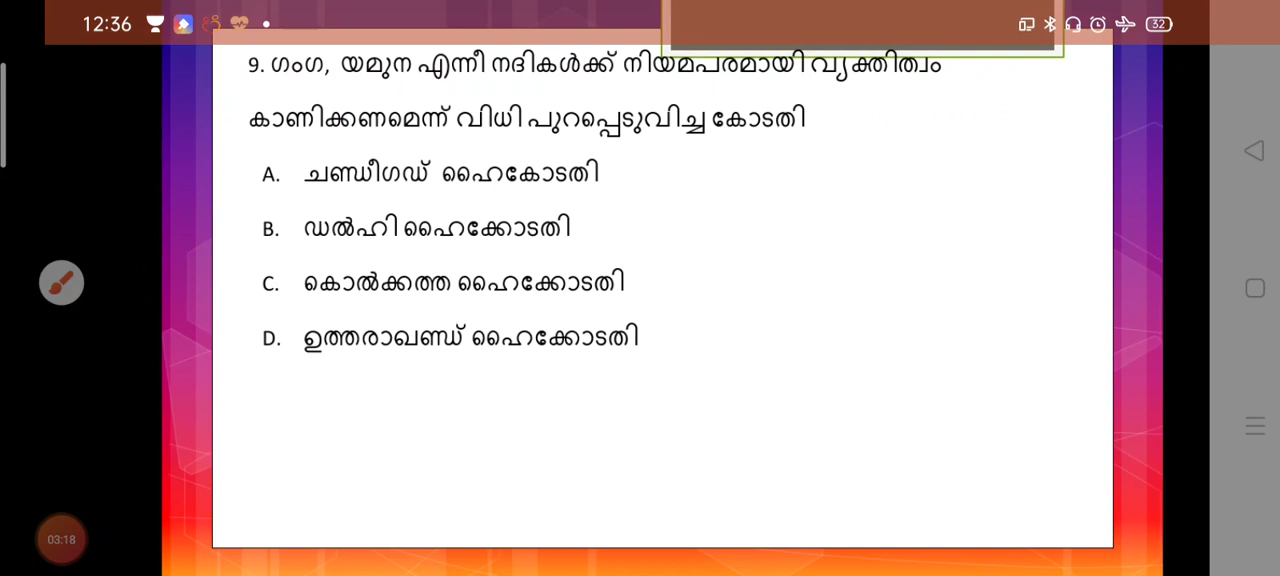 12:36
32
9. ഗംഗ, യമുന എന്നീ നദികൾക്ക് നിയമപരമായി വ്യക്തിത്വം
കാണിക്കണമെന്ന് വിധി പുറപ്പെടുവിച്ച കോടതി
A. ചണ്ഡീഗഡ് ഹൈകോടതി
B. ഡൽഹി ഹൈക്കോടതി
C. കൊൽക്കത്ത ഹൈക്കോടതി
D. ഉത്തരാഖണ്ഡ് ഹൈക്കോടതി
03:18